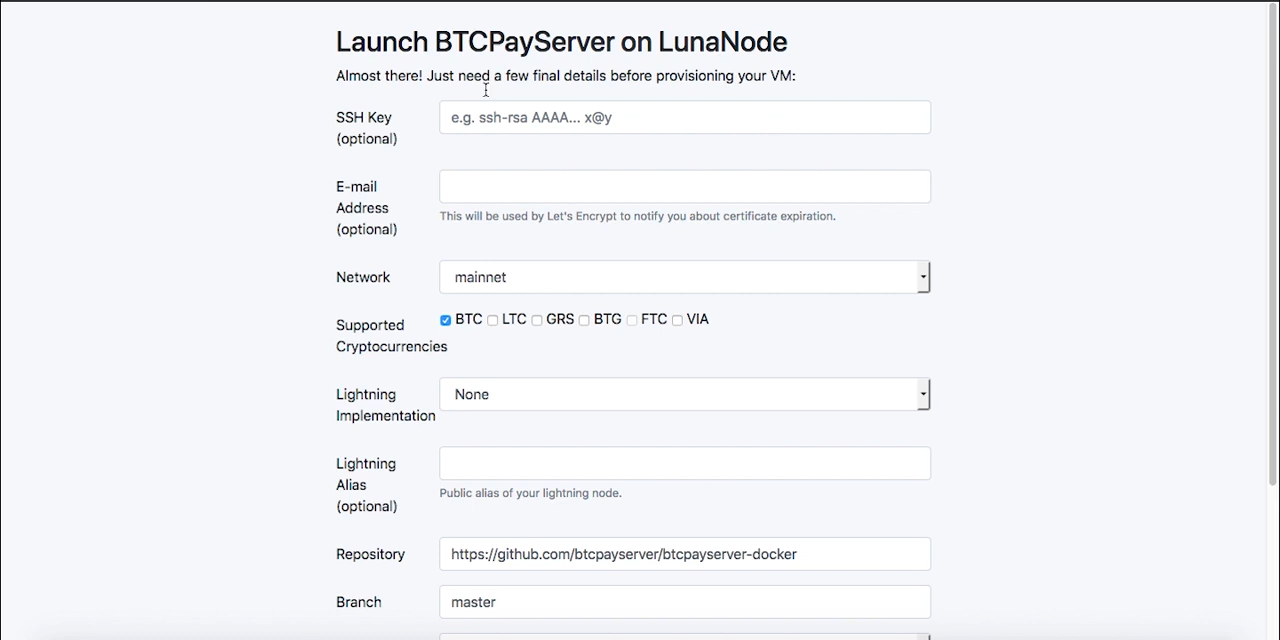 Launch BTCPayServer on LunaNode
Almost there! Just need a few final details before provisioning your VM:
SSH Key
(optional)
e.g. ssh-rsa AAAA... x@y
E-mail
Address
(optional)
This will be used by Let's Encrypt to notify you about certificate expiration.
Network
mainnet
Supported
Cryptocurrencies
BTC LTC GRS BTG FTC VIA
Lightning
Implementation
None
Lightning
Alias
(optional)
Public alias of your lightning node.
Repository
https://github.com/btcpayserver/btcpayserver-docker
Branch
master